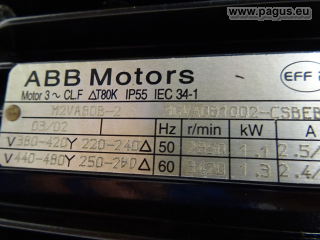 © www.pagus.eu
ABB Motors
EFF
Motor 3~ CL.F ΔT80K IP55 IEC 34-1
M2VA80B-2
03/02 Hz r/min kW
V 380-420Y 220-240Δ 50 1.1 2.5/
V 440-480Y 250-280Δ 60 1.3 2.4/